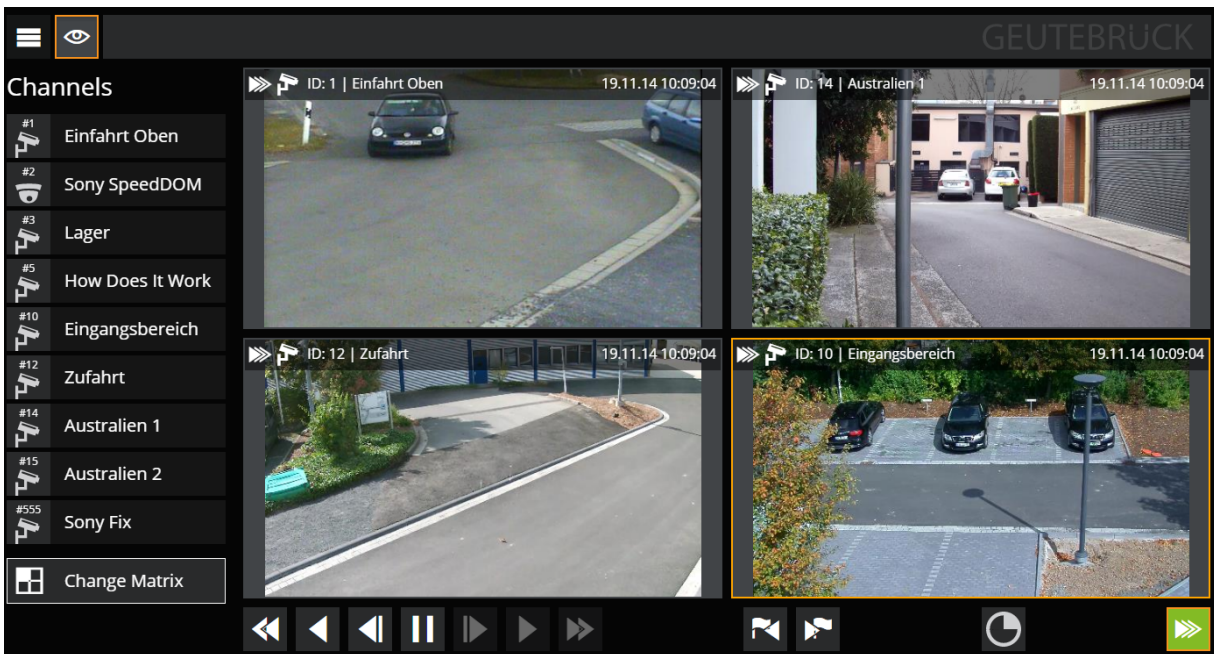 GEUTEBRÜCK
Channels
#1
Einfahrt Oben
#2
Sony SpeedDOM
#3
Lager
#5
How Does It Work
#10
Eingangsbereich
#12
Zufahrt
#14
Australien 1
#15
Australien 2
#555
Sony Fix
Change Matrix
ID: 1 | Einfahrt Oben 19.11.14 10:09:04
ID: 14 | Australien 1 19.11.14 10:09:04
ID: 12 | Zufahrt 19.11.14 10:09:04
ID: 10 | Eingangsbereich 19.11.14 10:09:04